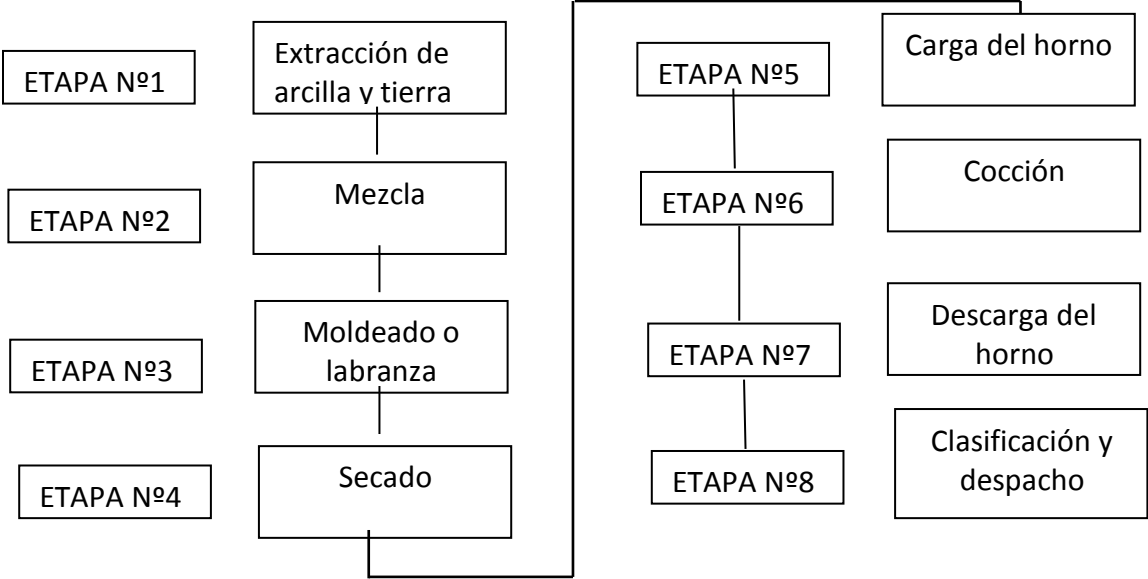 ETAPA Nº1
Extracción de
arcilla y tierra
ETAPA Nº2
Mezcla
ETAPA Nº3
Moldeado o
labranza
ETAPA Nº4
Secado
ETAPA Nº5
Carga del horno
ETAPA Nº6
Cocción
ETAPA Nº7
Descarga del
horno
ETAPA Nº8
Clasificación y
despacho